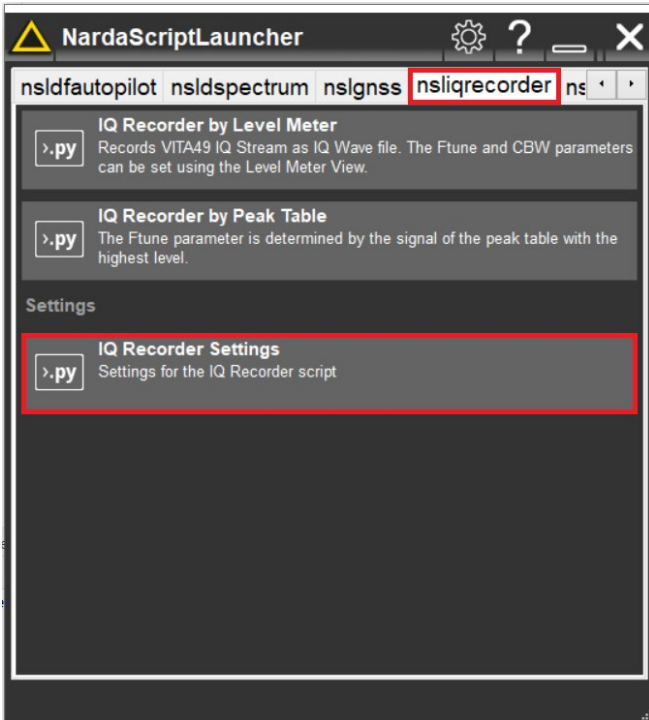 NardaScriptLauncher ?
nsldfautopilot nsldspectrum nslgnss nsliqrecorder ns
IQ Recorder by Level Meter
>.py
Records VITA49 IQ Stream as IQ Wave file. The Ftune and CBW parameters
can be set using the Level Meter View.
IQ Recorder by Peak Table
>.py
The Ftune parameter is determined by the signal of the peak table with the
highest level.
Settings
IQ Recorder Settings
>.py
Settings for the IQ Recorder script